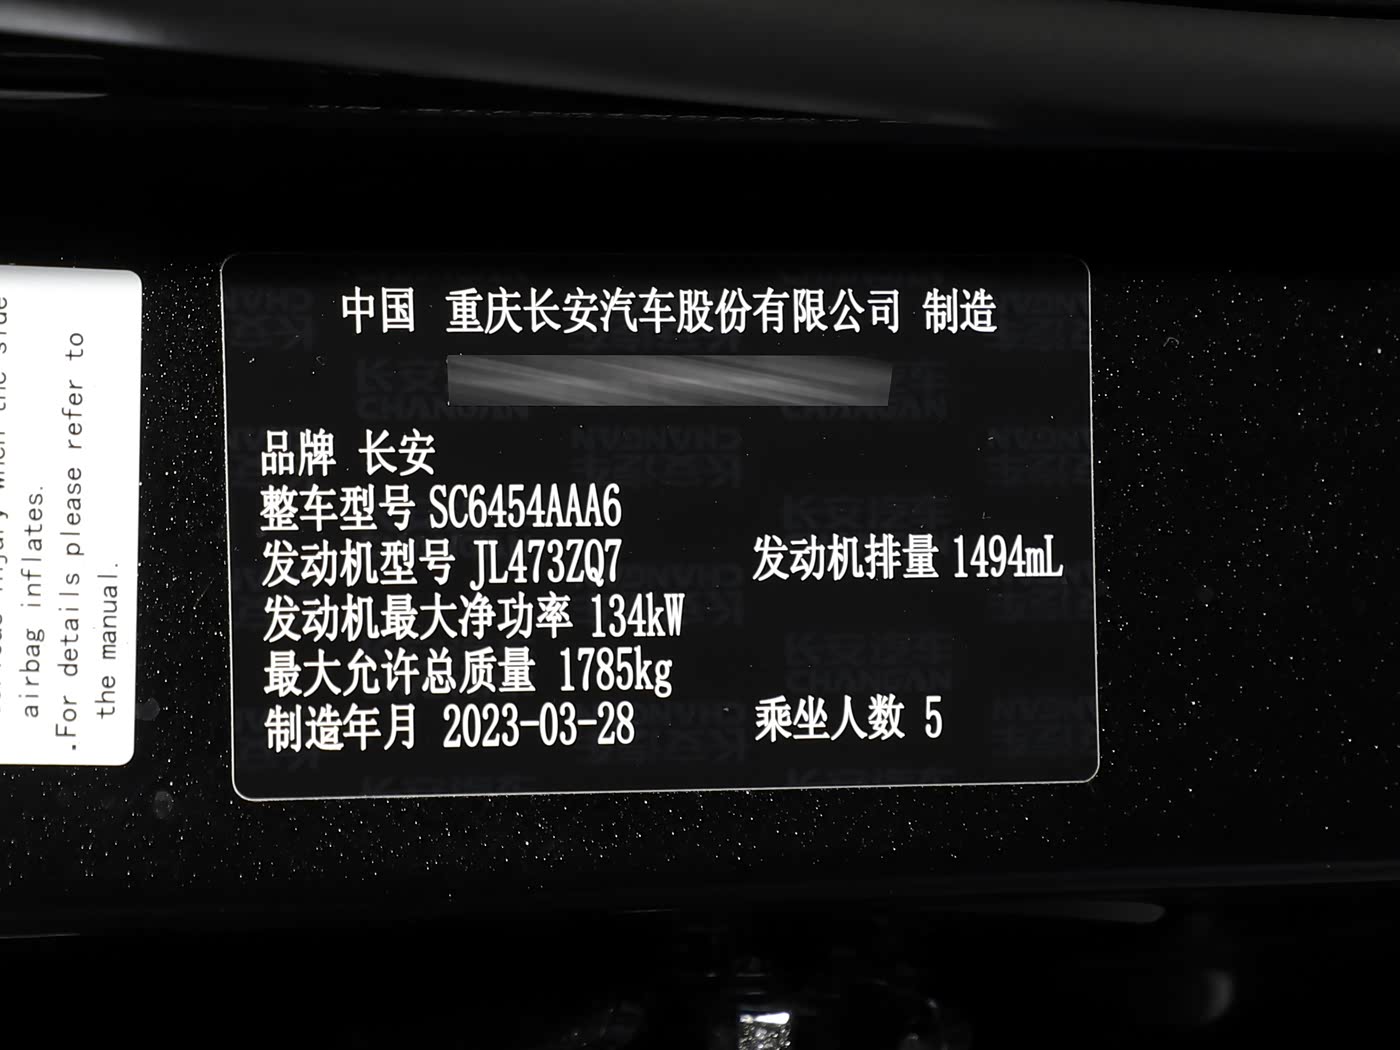 中国 重庆长安汽车股份有限公司 制造
品牌 长安
整车型号 SC6454AAA6
发动机型号 JL473ZQ7 发动机排量 1494mL
发动机最大净功率 134kW
最大允许总质量 1785kg
制造年月 2023-03-28 乘坐人数 5
airbag inflates.
.For details please refer to
the manual.